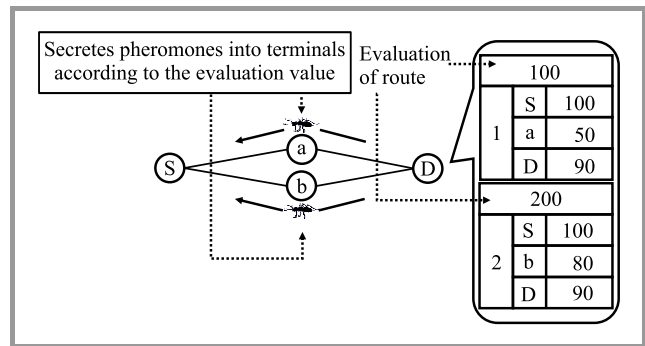 Secretes pheromones into terminals
according to the evaluation value
Evaluation
of route
S
a
b
D
100
1
S 100
a 50
D 90
200
2
S 100
b 80
D 90